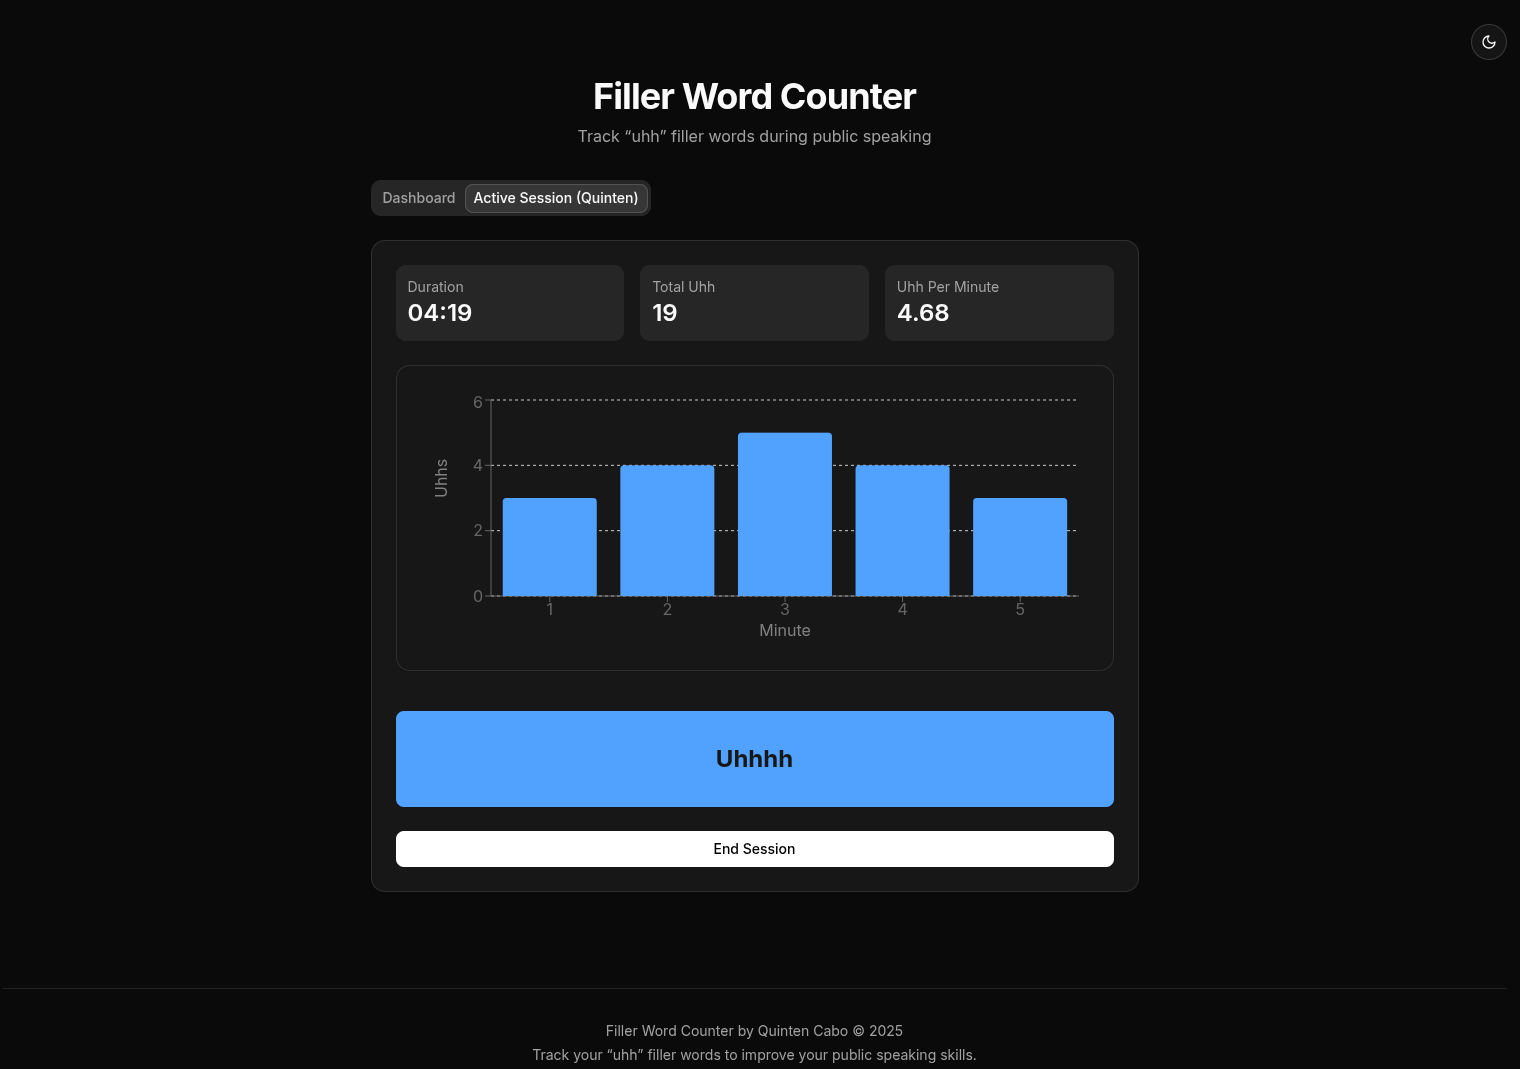 Filler Word Counter
Track “uhh” filler words during public speaking
Dashboard
Active Session (Quinten)
Duration
04:19
Total Uhh
19
Uhh Per Minute
4.68
6
4
2
0
Uhhs
1
2
3
4
5
Minute
Uhhhh
End Session
Filler Word Counter by Quinten Cabo © 2025
Track your “uhh” filler words to improve your public speaking skills.